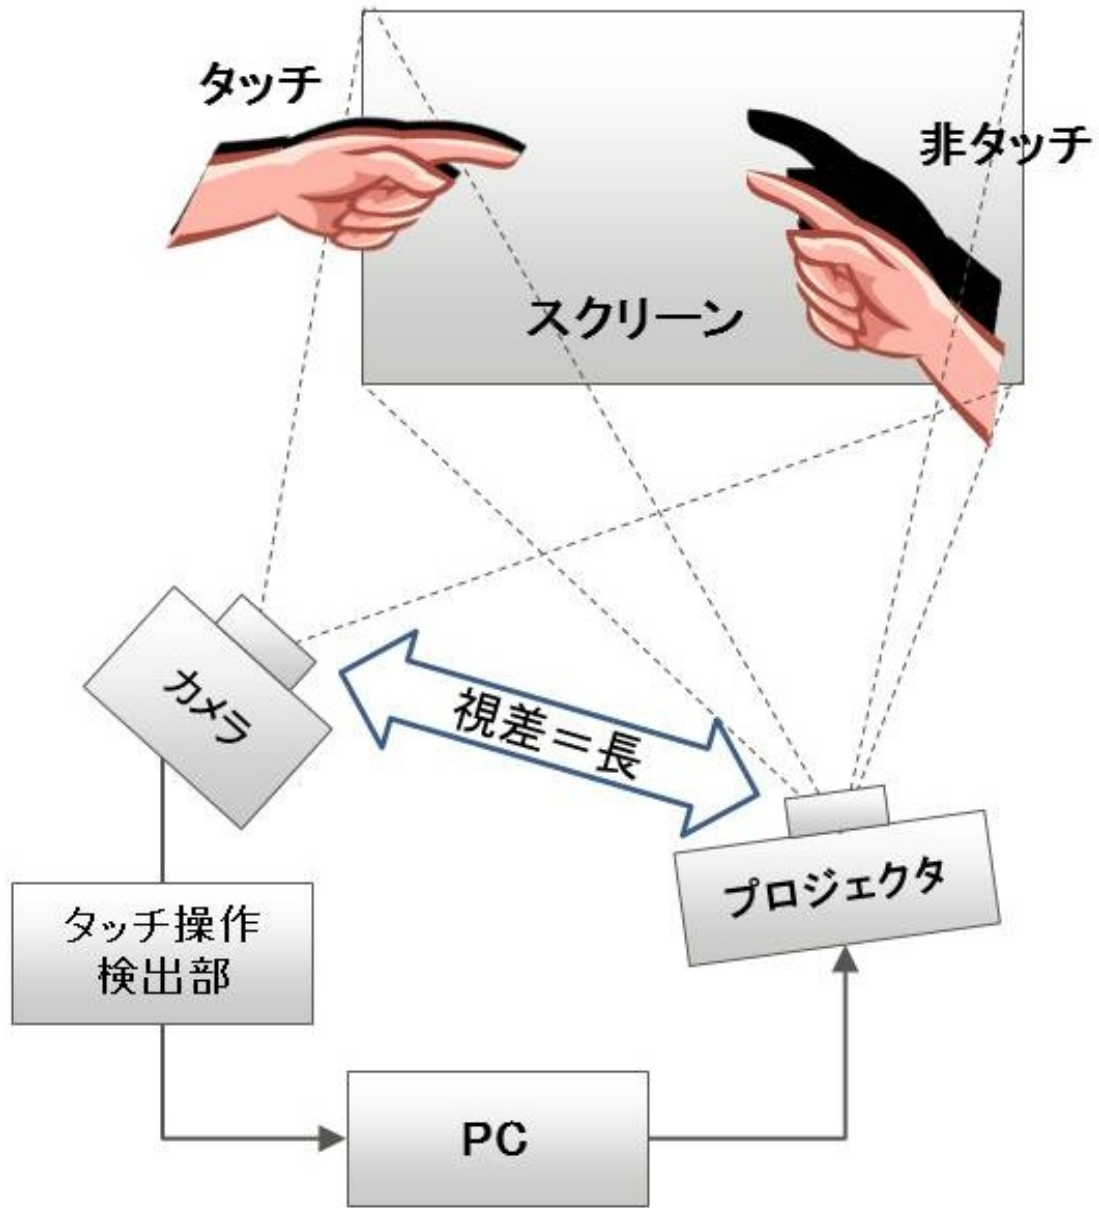 タッチ
非タッチ
スクリーン
カメラ
視差＝長
プロジェクタ
タッチ操作
検出部
PC